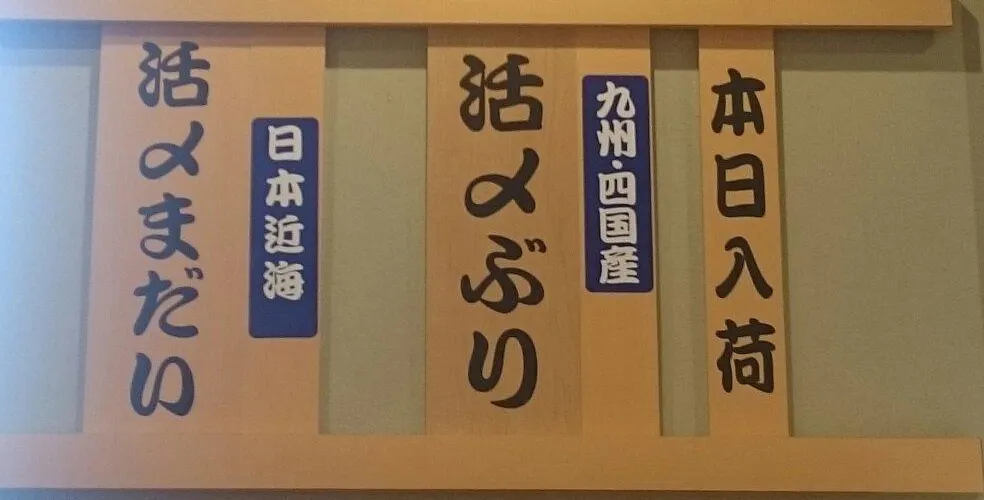 本日入荷
九州・四国産
活〆ぶり
日本近海
活〆まだい